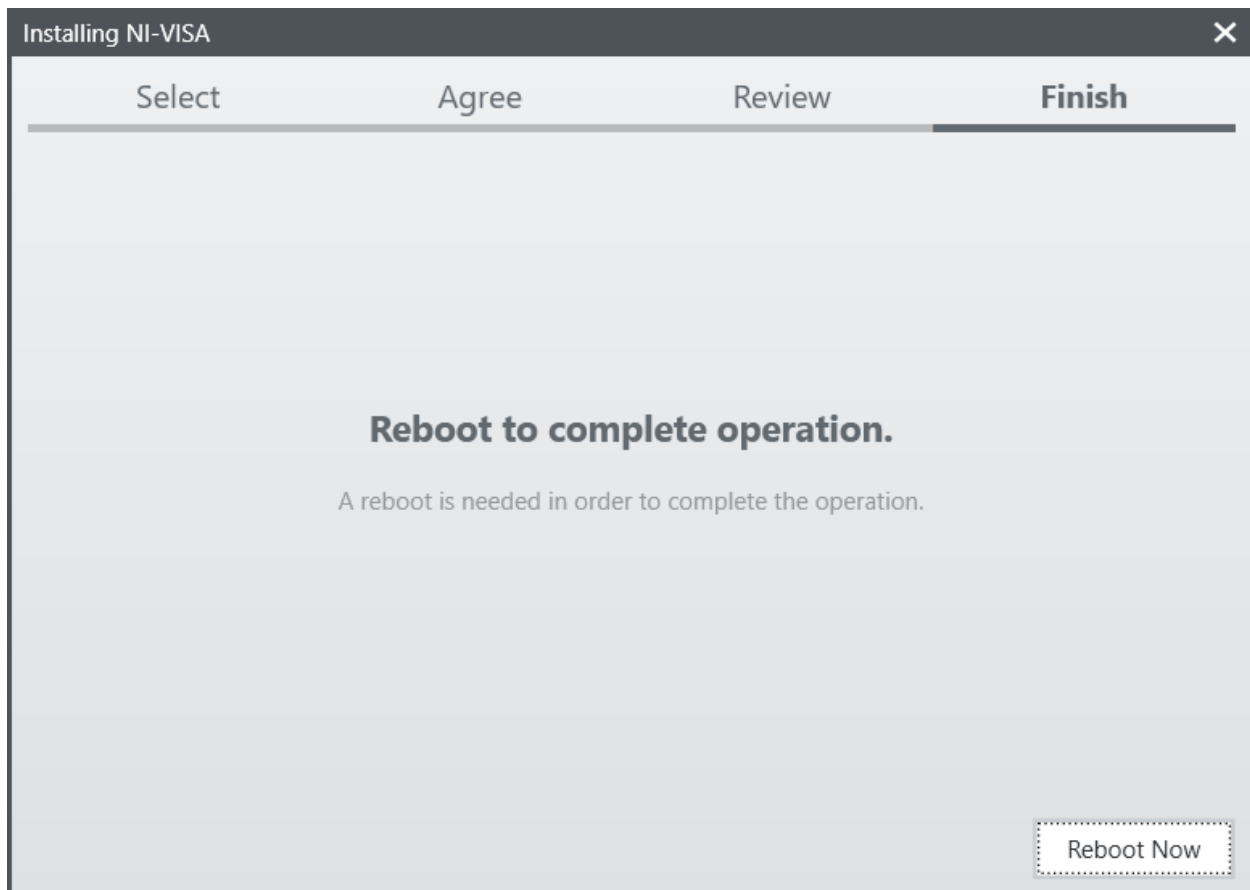 Installing NI-VISA
Select Agree Review Finish
Reboot to complete operation.
A reboot is needed in order to complete the operation.
Reboot Now